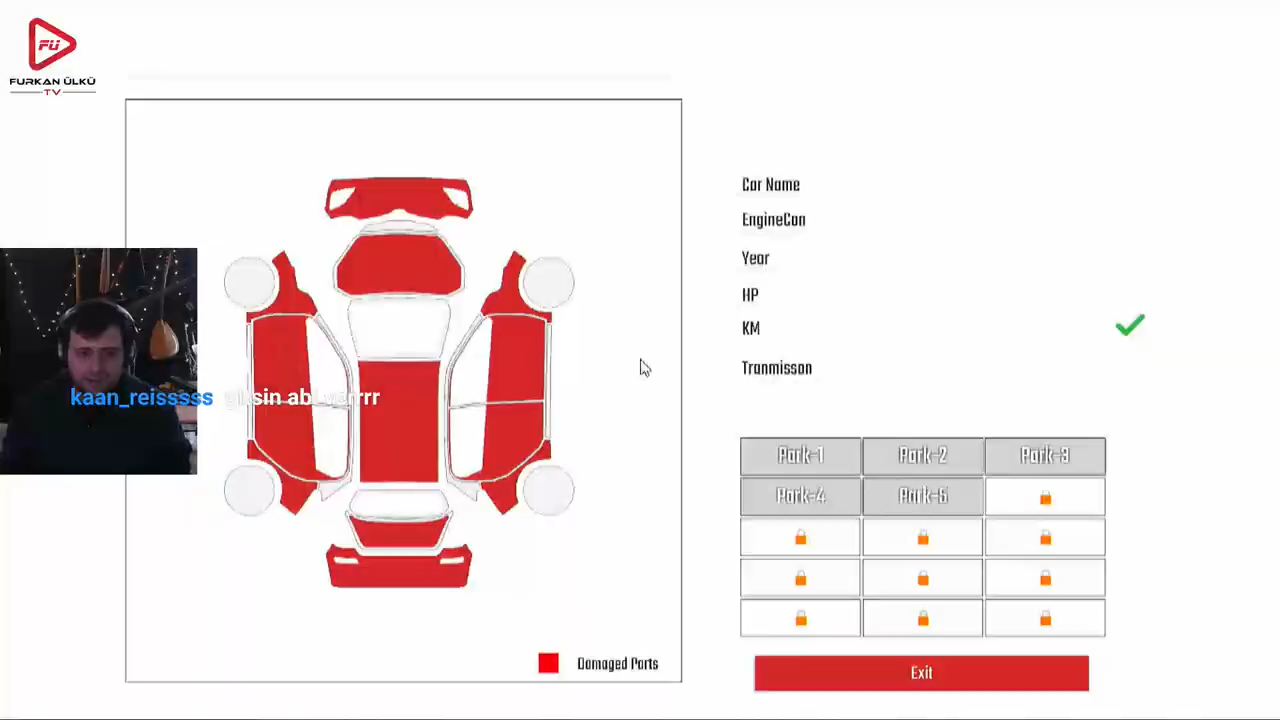 FU
FURKAN ÜLKÜ
TV
Car Name
EngineCon
Year
HP
KM
Tranmisson
kaan_reisssss
Park-1 Park-2 Park-3
Park-4 Park-5
Damaged Parts
Exit